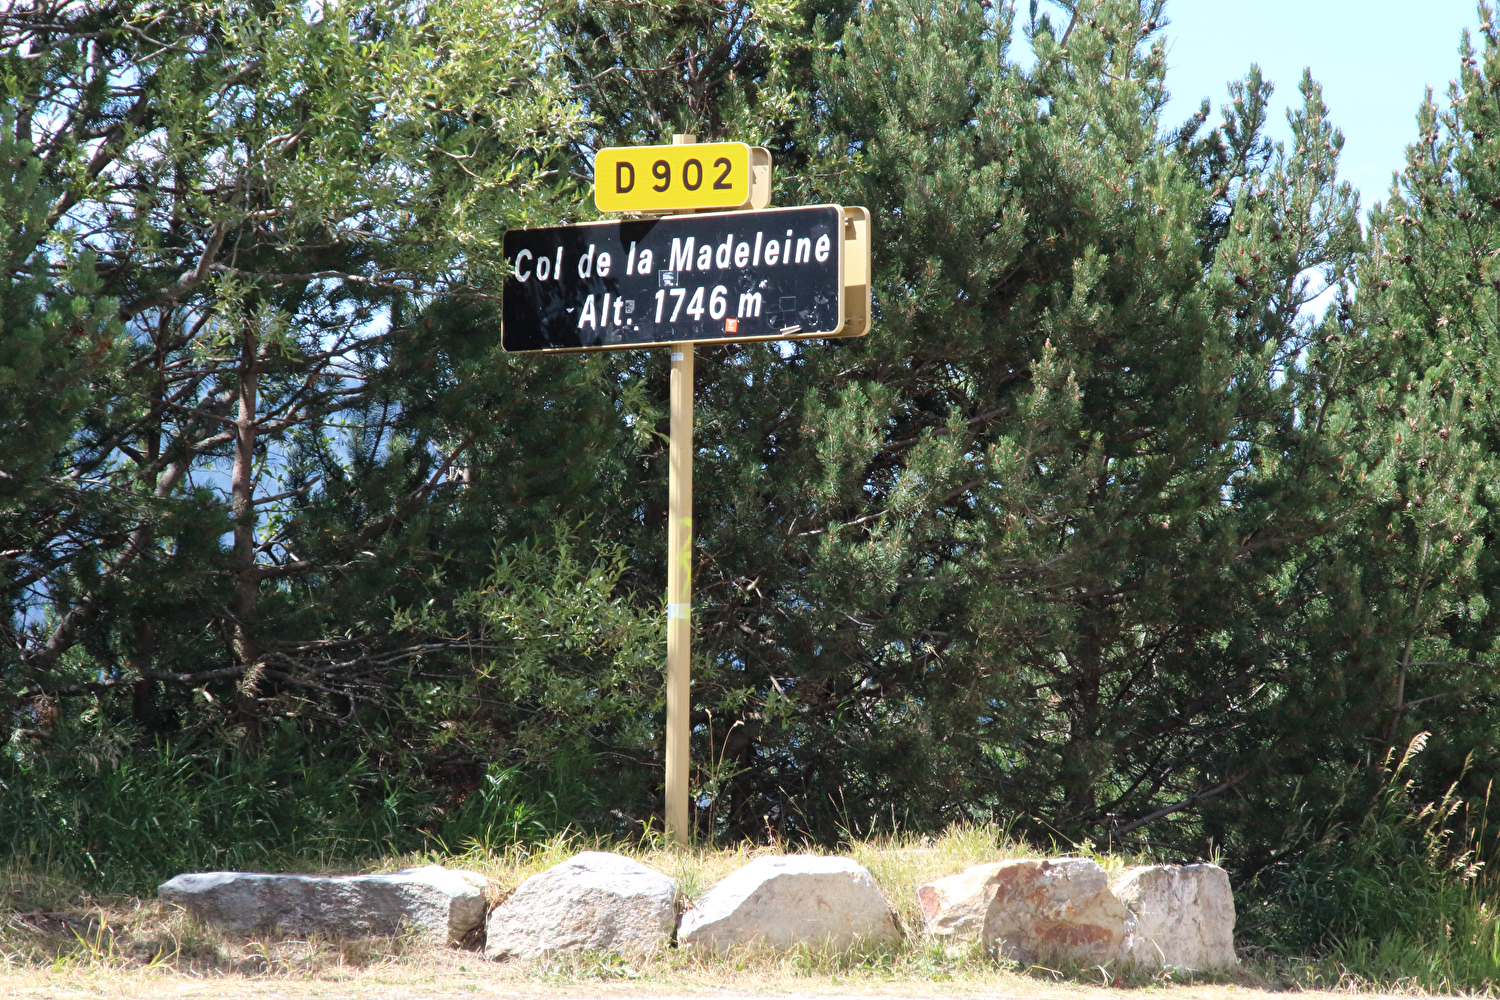 D 902
Col de la Madeleine
Alt. 1746 m